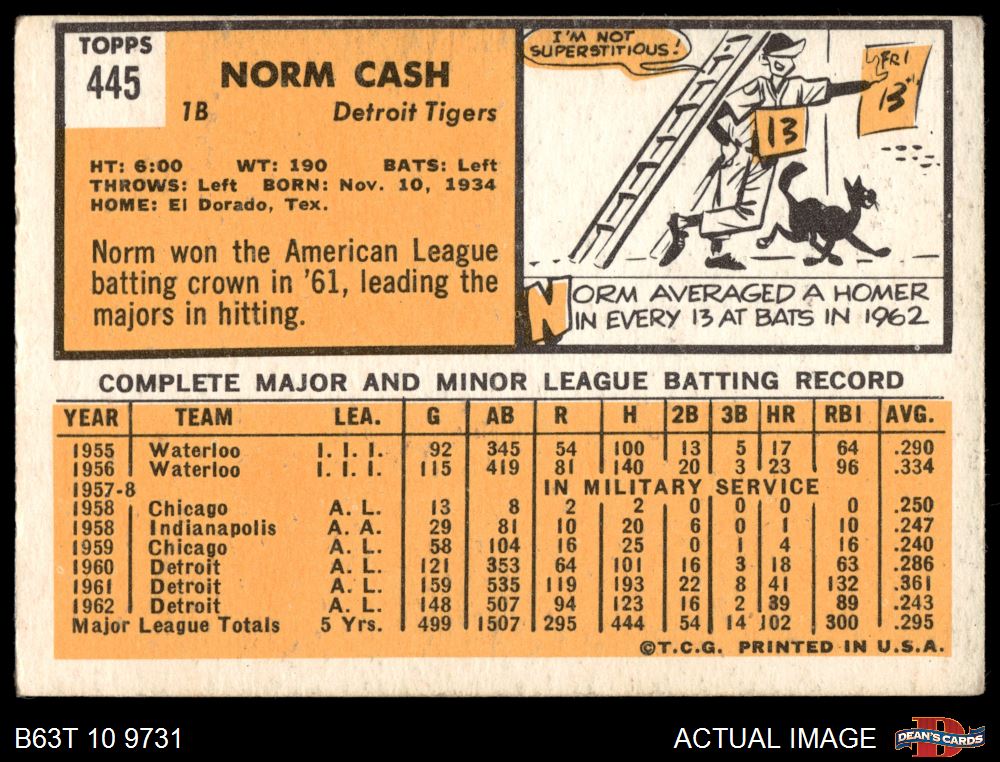 TOPPS
445
NORM CASH
1B Detroit Tigers
HT: 6:00 WT: 190 BATS: Left
THROWS: Left BORN: Nov. 10, 1934
HOME: El Dorado, Tex.
Norm won the American League
batting crown in '61, leading the
majors in hitting.
I'M NOT
SUPERSTITIOUS!
FRI
13
13
NORM AVERAGED A HOMER
IN EVERY 13 AT BATS IN 1962
COMPLETE MAJOR AND MINOR LEAGUE BATTING RECORD
YEAR TEAM LEA. G AB R H 2B 3B HR RBI AVG.
1955 Waterloo I. I. I. 92 345 54 100 13 5 17 64 .290
1956 Waterloo I. I. I. 115 419 81 140 20 3 23 96 .334
1957-8 IN MILITARY SERVICE
1958 Chicago A. L. 13 8 2 2 0 0 0 0 .250
1958 Indianapolis A. A. 29 81 10 20 6 0 1 10 .247
1959 Chicago A. L. 58 104 16 25 0 1 4 16 .240
1960 Detroit A. L. 121 353 64 101 16 3 18 63 .286
1961 Detroit A. L. 159 535 119 193 22 8 41 132 .361
1962 Detroit A. L. 148 507 94 123 16 2 39 89 .243
Major League Totals 5 Yrs. 499 1507 295 444 54 14 102 300 .295
©T.C.G. PRINTED IN U.S.A.
B63T 10 9731
ACTUAL IMAGE
DEAN'S CARDS